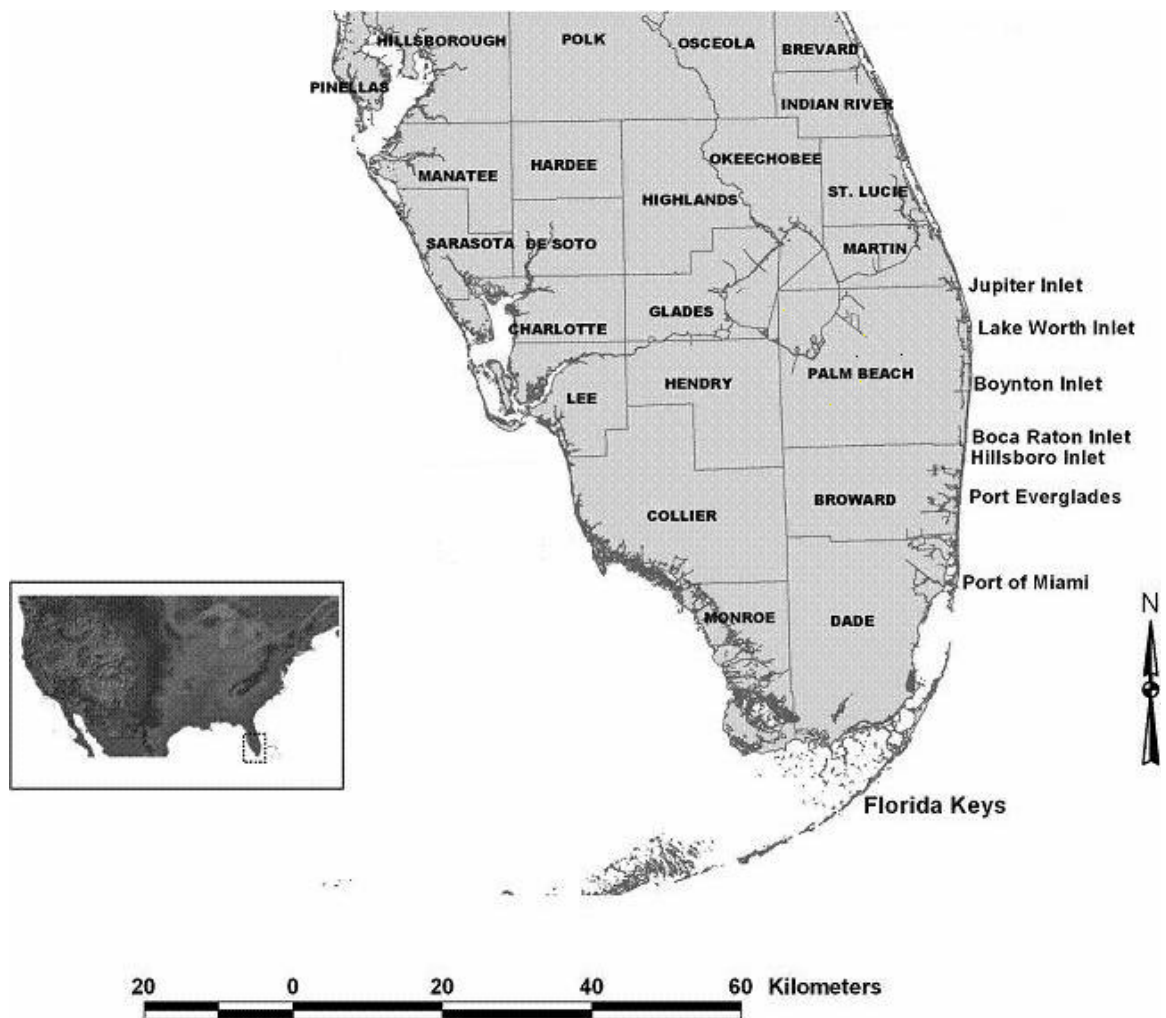 HILLSBOROUGH
POLK
OSCEOLA
BREVARD
PINELLAS
INDIAN RIVER
MANATEE
HARDEE
OKEECHOBEE
HIGHLANDS
ST. LUCIE
SARASOTA
DE SOTO
MARTIN
Jupiter Inlet
CHARLOTTE
GLADES
Lake Worth Inlet
LEE
HENDRY
PALM BEACH
Boynton Inlet
Boca Raton Inlet
Hillsboro Inlet
COLLIER
BROWARD
Port Everglades
Port of Miami
MONROE
DADE
N
Florida Keys
20 0 20 40 60 Kilometers